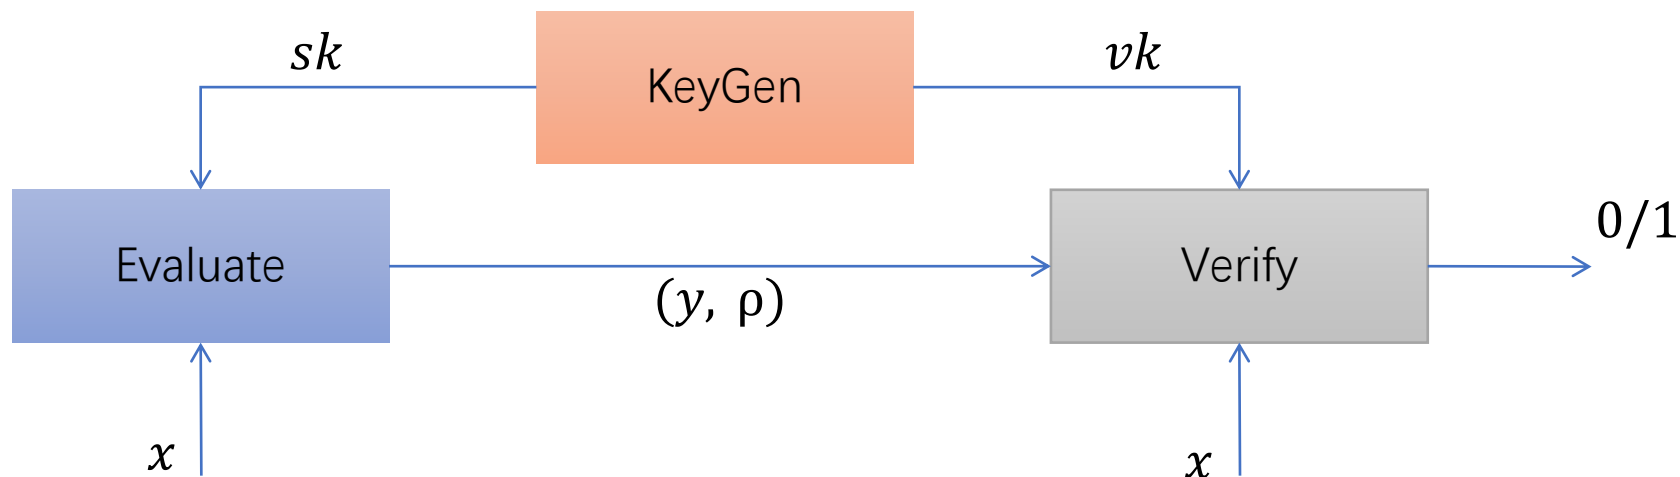 sk
KeyGen
vk
Evaluate
(y, ρ)
Verify
0/1
x
x